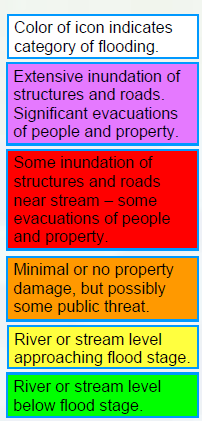 Color of icon indicates
category of flooding.
Extensive inundation of
structures and roads.
Significant evacuations
of people and property.
Some inundation of
structures and roads
near stream – some
evacuations of people
and property.
Minimal or no property
damage, but possibly
some public threat.
River or stream level
approaching flood stage.
River or stream level
below flood stage.